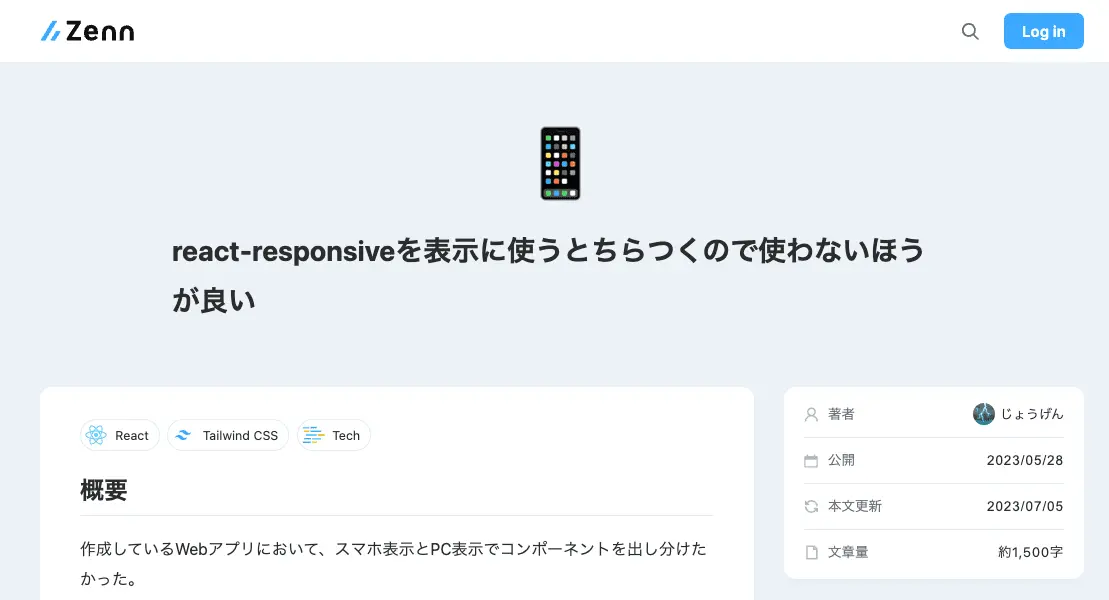 Zenn
Log in
react-responsiveを表示に使うとちらつくので使わないほう
が良い
React
Tailwind CSS
Tech
概要
作成しているWebアプリにおいて、スマホ表示とPC表示でコンポーネントを出し分けた
かった。
著者
じょうげん
公開
2023/05/28
本文更新
2023/07/05
文章量
約1,500字